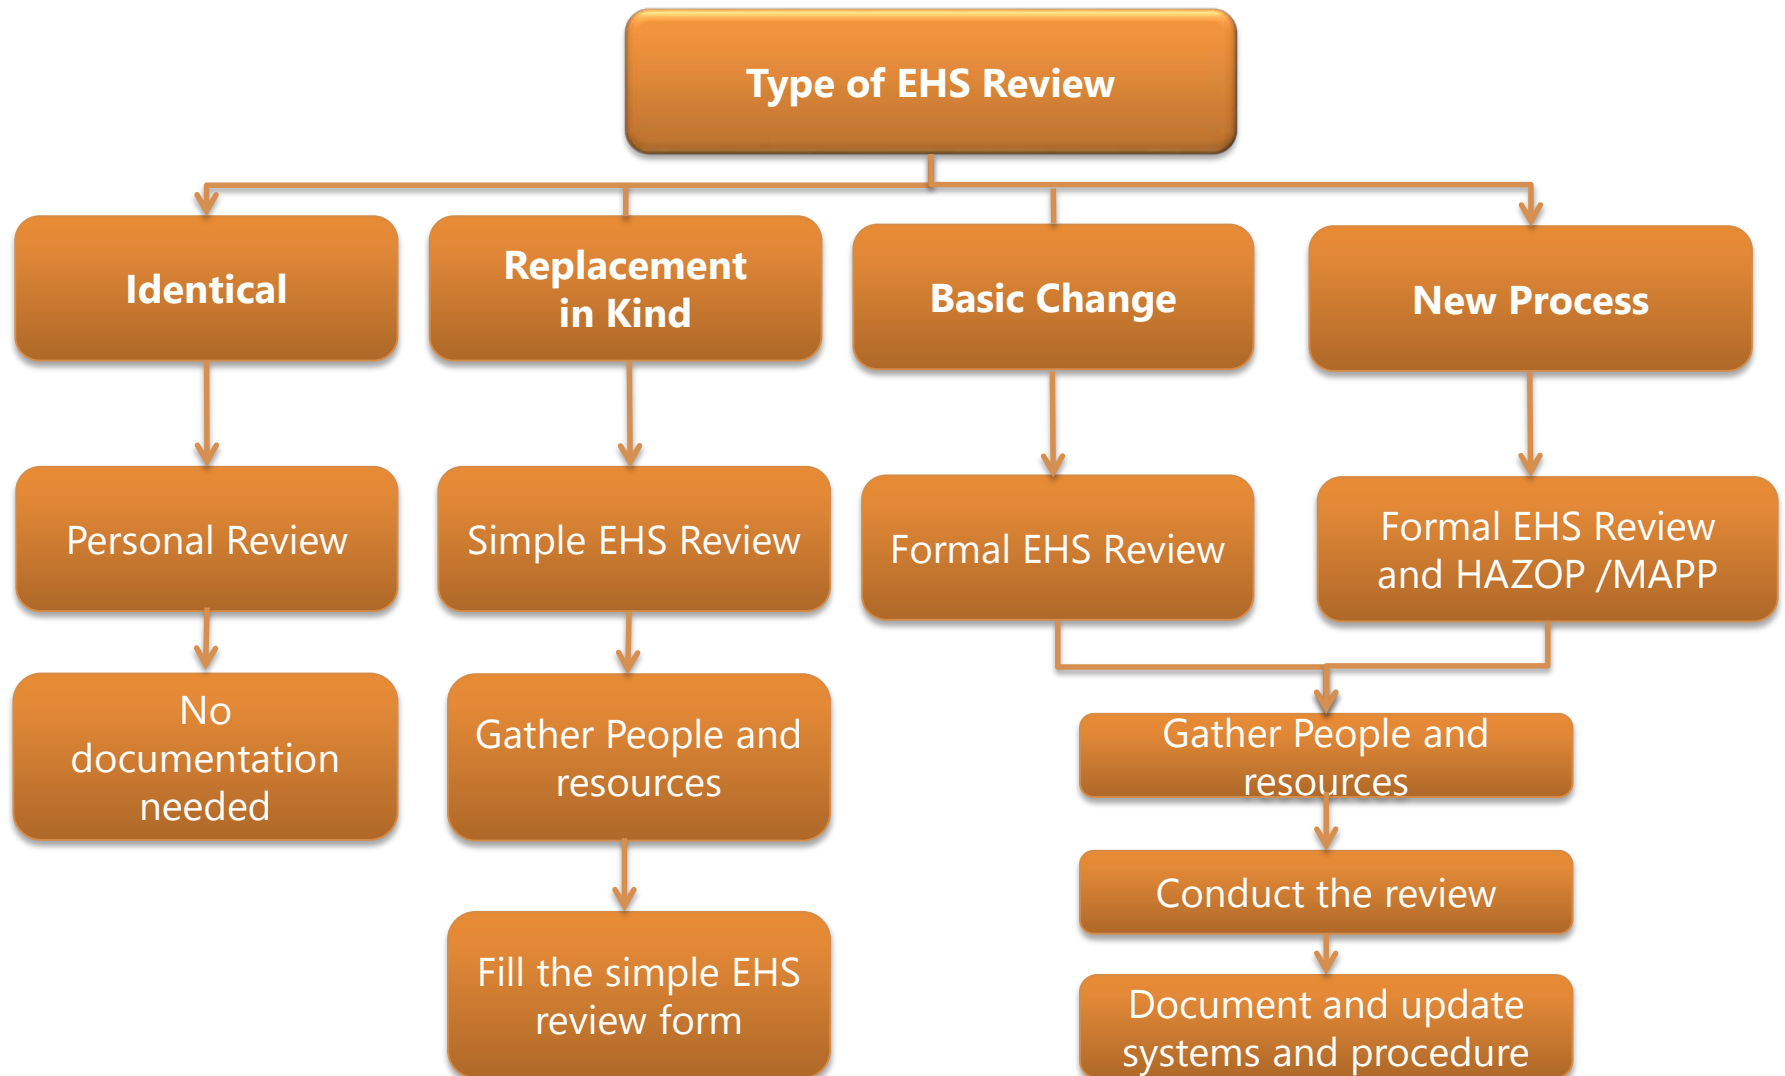 Type of EHS Review
Identical
Replacement
in Kind
Basic Change
New Process
Personal Review
Simple EHS Review
Formal EHS Review
Formal EHS Review
and HAZOP /MAPP
No
documentation
needed
Gather People and
resources
Gather People and
resources
Conduct the review
Fill the simple EHS
review form
Document and update
systems and procedure